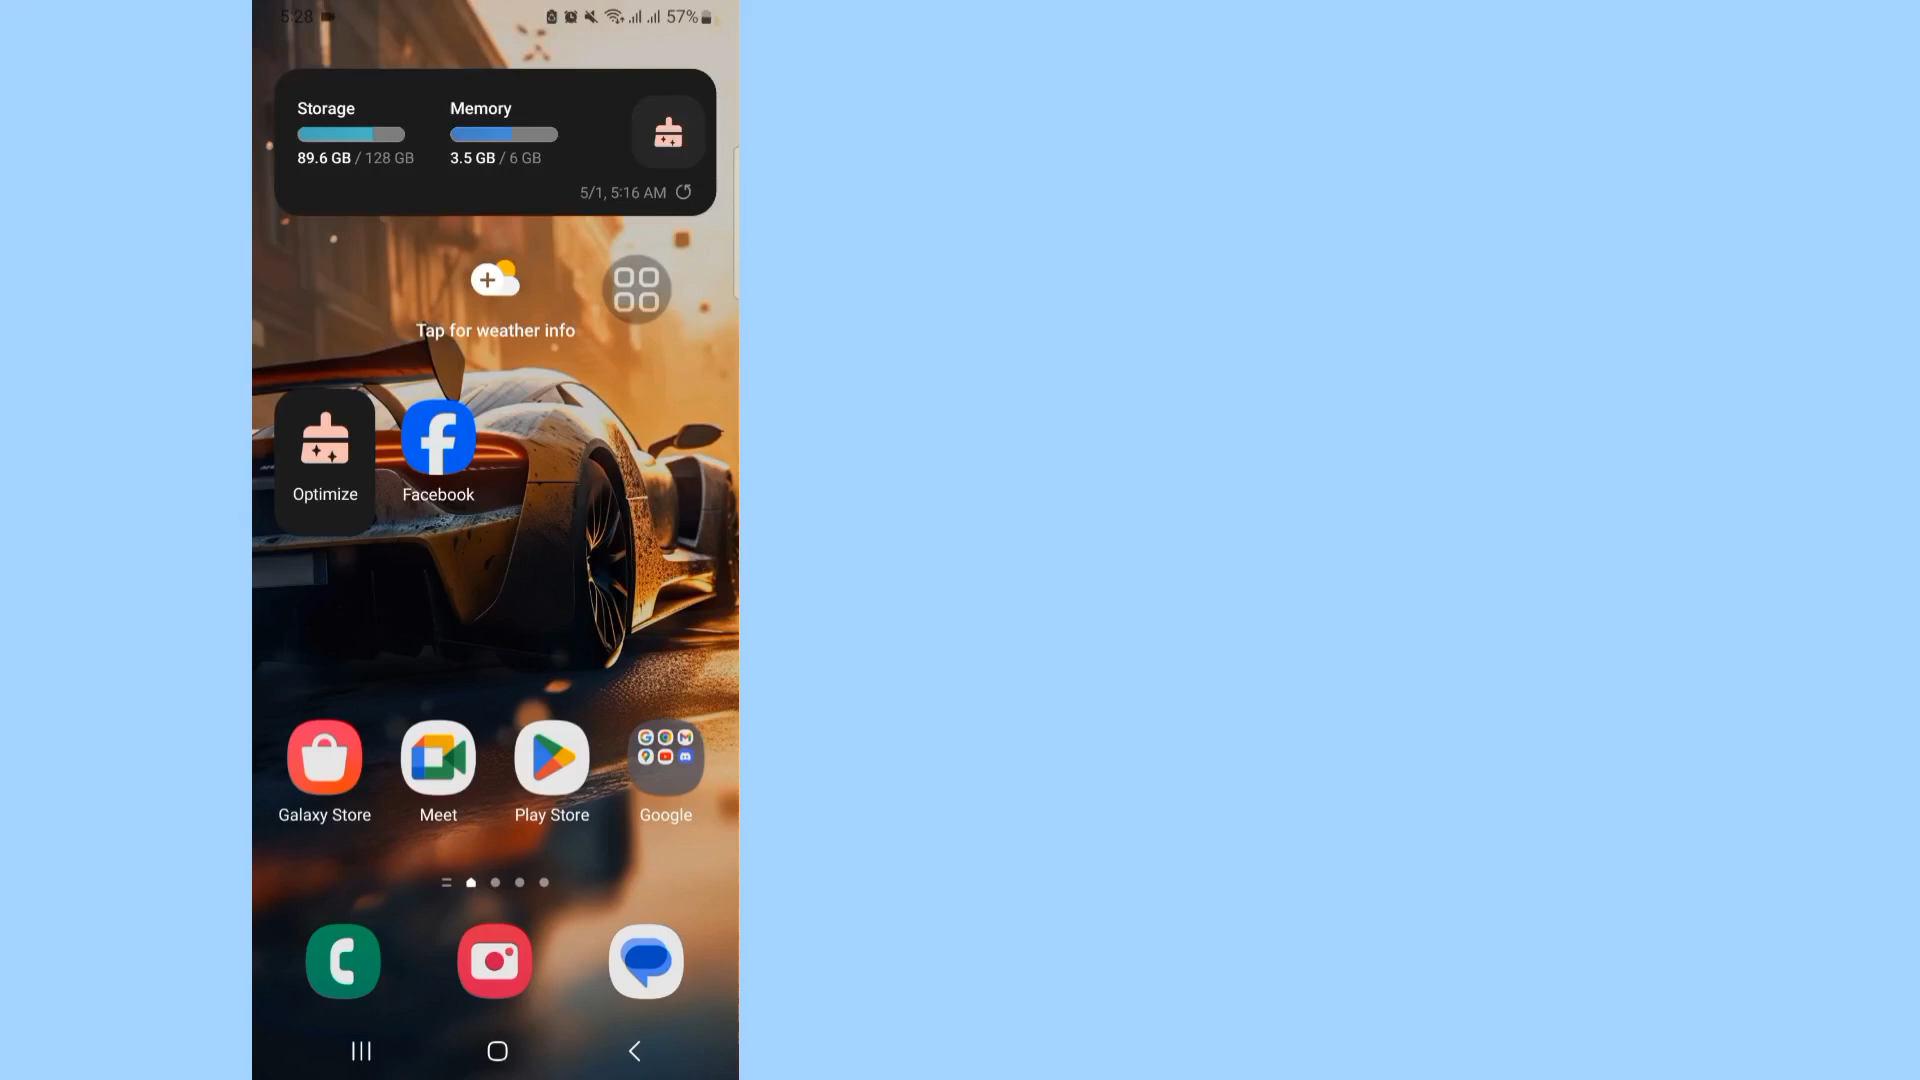 5:28
57%
Storage
Memory
89.6 GB / 128 GB
3.5 GB / 6 GB
5/1, 5:16 AM
Tap for weather info
Optimize
Facebook
Galaxy Store
Meet
Play Store
Google